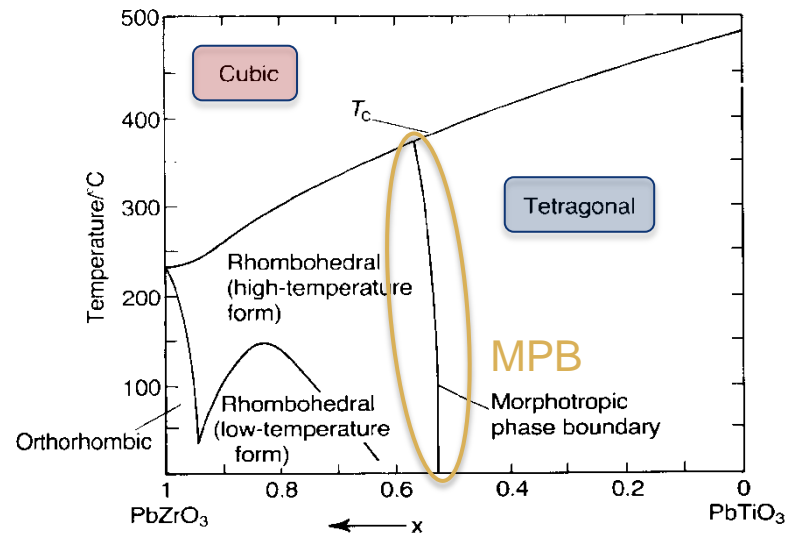 500
Cubic
T_C
400
Temperature/°C
300
Tetragonal
Rhombohedral
(high-temperature
form)
200
MPB
100
Rhombohedral
(low-temperature
form)
Morphotropic
phase boundary
Orthorhombic
1
0.8
0.6
0.4
0.2
0
PbZrO₃
x
PbTiO₃